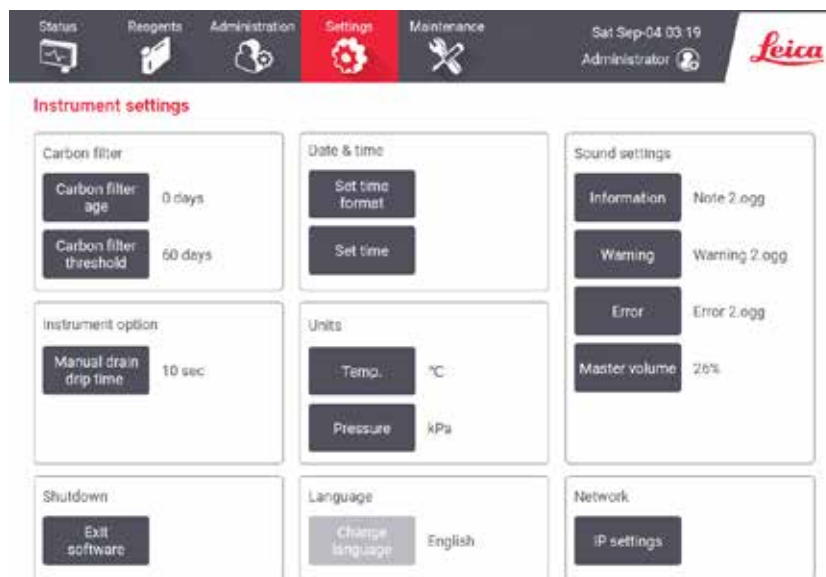 Status Reagents Administration Settings Maintenance
Sat Sep-04 03:19
Administrator
Leica
Instrument settings
Carbon filter
Carbon filter
age
0 days
Carbon filter
threshold
60 days
Date & time
Set time
format
Set time
Sound settings
Information
Note 2.ogg
Warning
Warning 2.ogg
Error
Error 2.ogg
Master volume
26%
Instrument option
Manual drain
drip time
10 sec
Units
Temp.
°C
Pressure
kPa
Shutdown
Exit
software
Language
Change
language
English
Network
IP settings